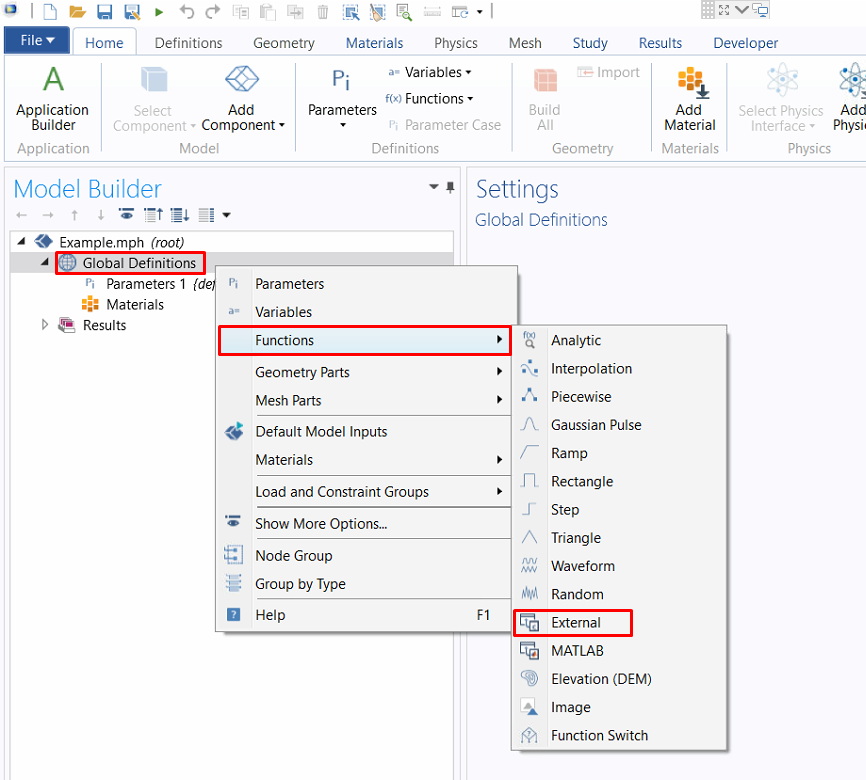 File
Home
Definitions
Geometry
Materials
Physics
Mesh
Study
Results
Developer
Application
Builder
Application
Select
Component
Add
Component
Model
Pi
Parameters
a= Variables
f(x) Functions
Pi Parameter Case
Definitions
Build
All
Import
Geometry
Add
Material
Materials
Select Physics
Interface
Add
Physi
Physics
Model Builder
Example.mph (root)
Global Definitions
Pi Parameters 1 (def
Materials
Results
Settings
Global Definitions
Pi Parameters
a= Variables
Functions
Geometry Parts
Mesh Parts
Default Model Inputs
Materials
Load and Constraint Groups
Show More Options...
Node Group
Group by Type
? Help F1
f(x) Analytic
Interpolation
Piecewise
Gaussian Pulse
Ramp
Rectangle
Step
Triangle
Waveform
Random
External
MATLAB
Elevation (DEM)
Image
Function Switch